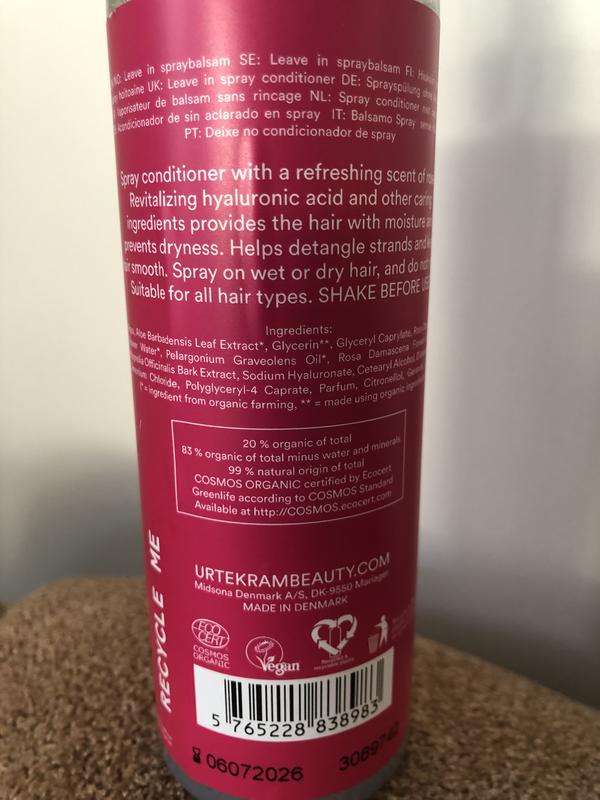 NO: Leave in spraybalsam SE: Leave in spraybalsam FI:
hoitoaine UK: Leave in spray conditioner DE: Sprayspülung ohne
Vaporisateur de balsam sans rincage NL: Spray conditioner niet
Acondicionador de sin aclarado en spray IT: Balsamo Spray
PT: Deixe no condicionador de spray
Spray conditioner with a refreshing scent of
Revitalizing hyaluronic acid and other caring
ingredients provides the hair with moisture
prevents dryness. Helps detangle strands and
smooth. Spray on wet or dry hair, and do
Suitable for all hair types. SHAKE BEFORE
Ingredients:
Aloe Barbadensis Leaf Extract*, Glycerin**, Glyceryl Caprylate,
Water*, Pelargonium Graveolens Oil*, Rosa Damascena
Officinalis Bark Extract, Sodium Hyaluronate, Cetearyl Alcohol,
Chloride, Polyglyceryl-4 Caprate, Parfum, Citronellol,
(* = ingredient from organic farming, ** = made using organic
20 % organic of total
83 % organic of total minus water and minerals
99 % natural origin of total
COSMOS ORGANIC certified by Ecocert
Greenlife according to COSMOS Standard
Available at http://COSMOS.ecocert.com
RECYCLE ME
URTEKRAMBEAUTY.COM
Midsona Denmark A/S, DK-9550 Mariager
MADE IN DENMARK
ECO
CERT
COSMOS
ORGANIC
Vegan
5 765228 838983
06072026